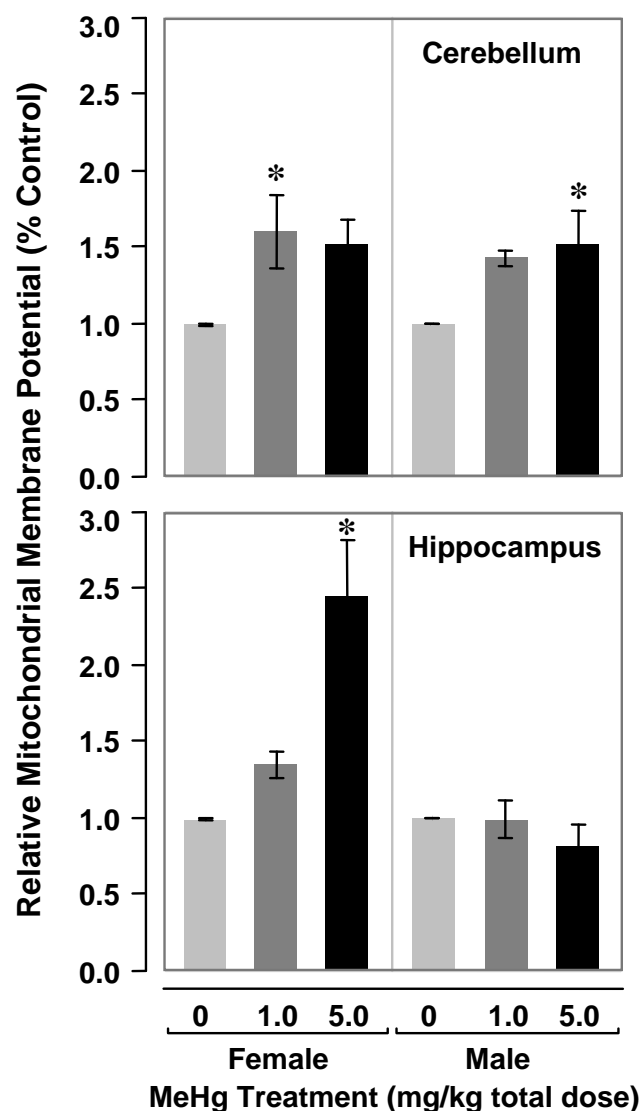 Relative Mitochondrial Membrane Potential (% Control)
3.0
2.5
2.0
1.5
1.0
0.5
0.0
Cerebellum
*
*
3.0
2.5
2.0
1.5
1.0
0.5
0.0
Hippocampus
*
0 1.0 5.0 0 1.0 5.0
Female Male
MeHg Treatment (mg/kg total dose)